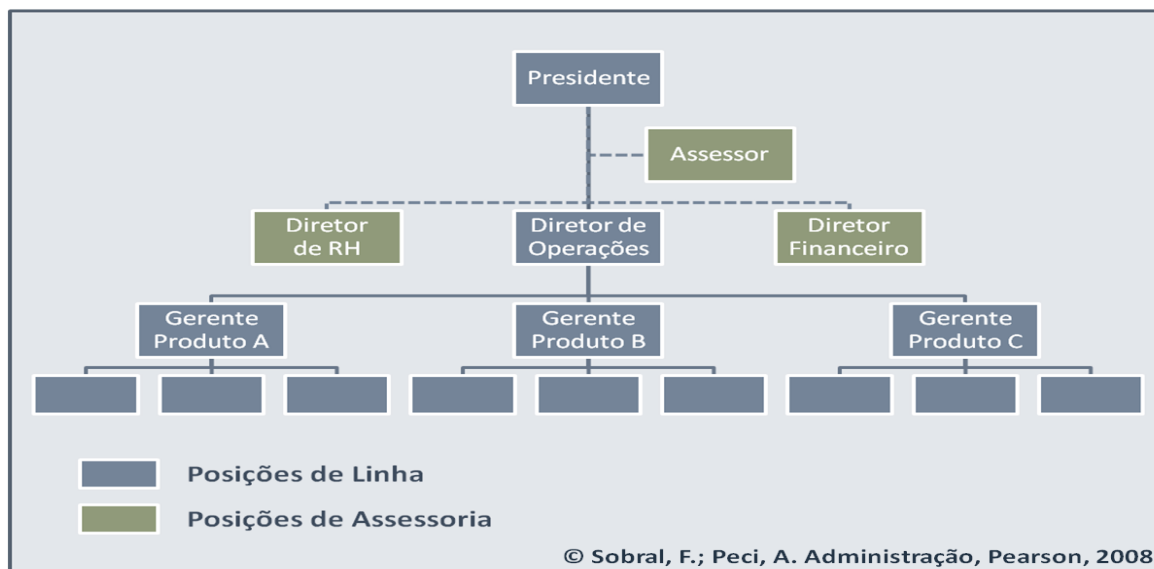 Presidente
Assessor
Diretor
de RH
Diretor de
Operações
Diretor
Financeiro
Gerente
Produto A
Gerente
Produto B
Gerente
Produto C
Posições de Linha
Posições de Assessoria
© Sobral, F.; Peci, A. Administração, Pearson, 2008